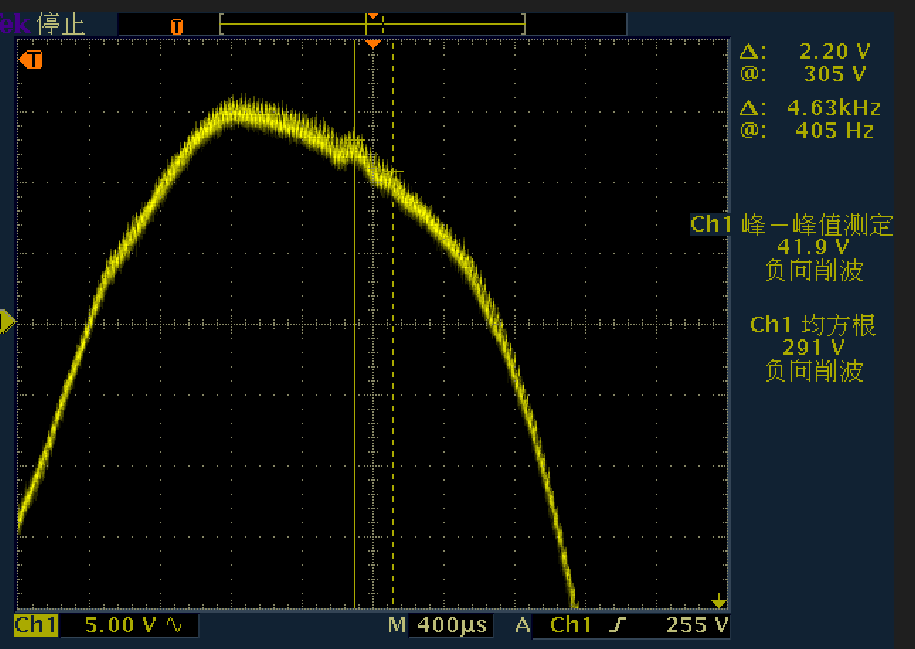 Tek 停止
T
T
Δ: 2.20 V
@: 305 V
Δ: 4.63kHz
@: 405 Hz
Ch1 峰－峰值测定
41.9 V
负向削波
Ch1 均方根
291 V
负向削波
Ch1 5.00 V M 400µs A Ch1 255 V